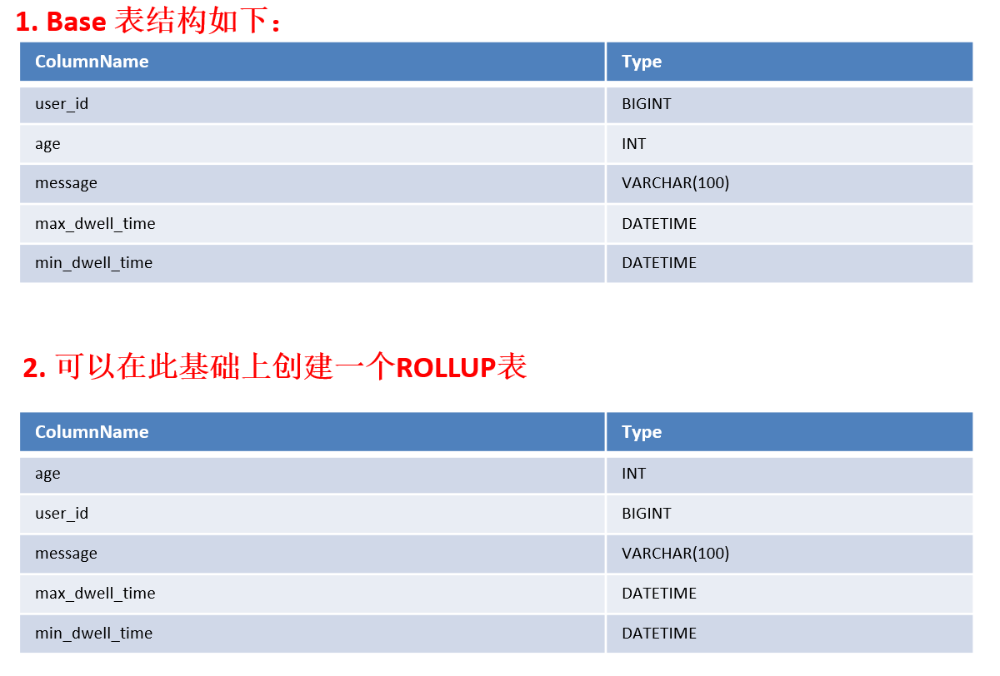 1. Base 表结构如下：
ColumnName Type
user_id BIGINT
age INT
message VARCHAR(100)
max_dwell_time DATETIME
min_dwell_time DATETIME
2. 可以在此基础上创建一个ROLLUP表
ColumnName Type
age INT
user_id BIGINT
message VARCHAR(100)
max_dwell_time DATETIME
min_dwell_time DATETIME